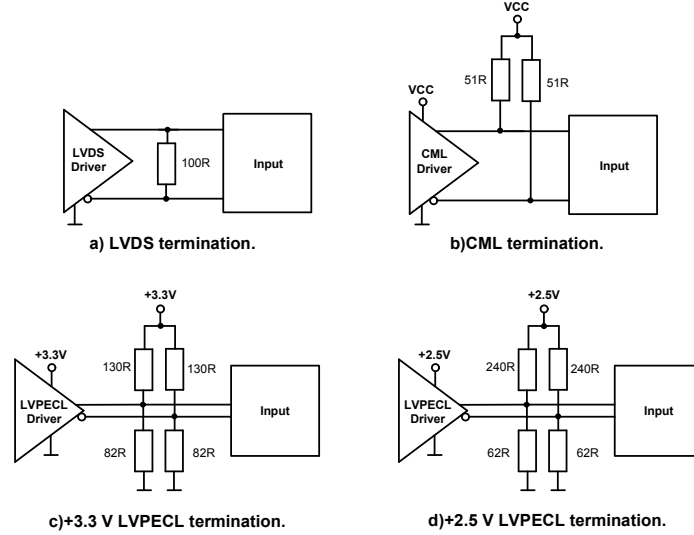 VCC
51R 51R
VCC
LVDS
Driver
100R
Input
CML
Driver
Input
a) LVDS termination.
b)CML termination.
+3.3V
+3.3V
130R 130R
LVPECL
Driver
Input
82R 82R
c)+3.3 V LVPECL termination.
+2.5V
+2.5V
240R 240R
LVPECL
Driver
Input
62R 62R
d)+2.5 V LVPECL termination.